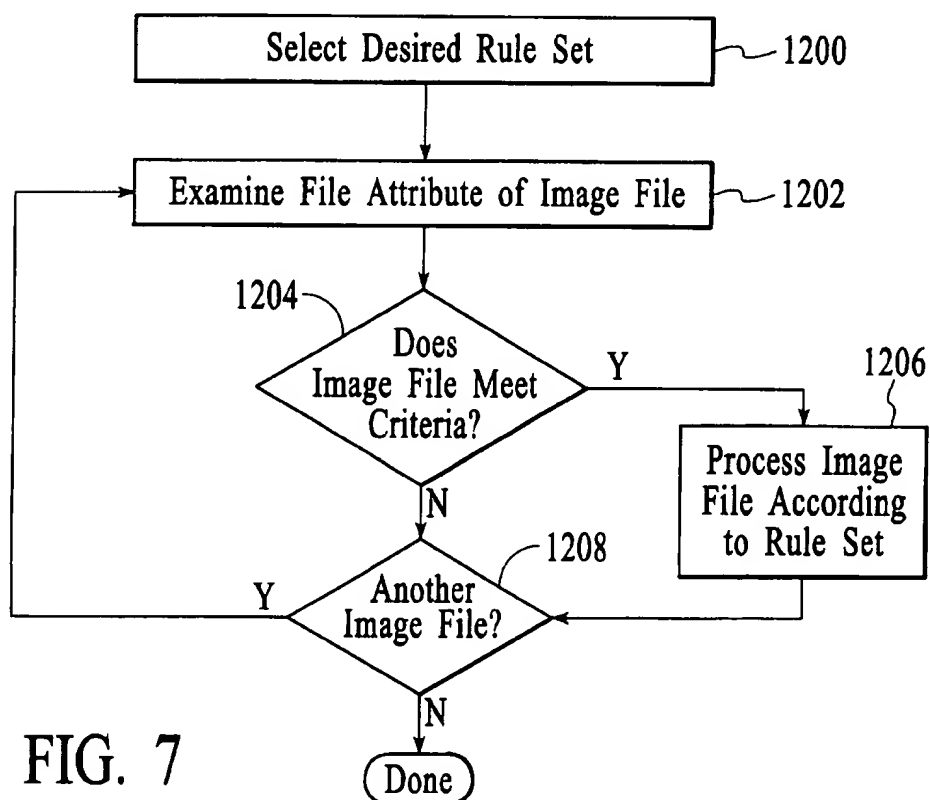 Select Desired Rule Set
1200
Examine File Attribute of Image File
1202
1204
Does
Image File Meet
Criteria?
Y
1206
Process Image
File According
to Rule Set
N
1208
Another
Image File?
Y
N
Done
FIG. 7